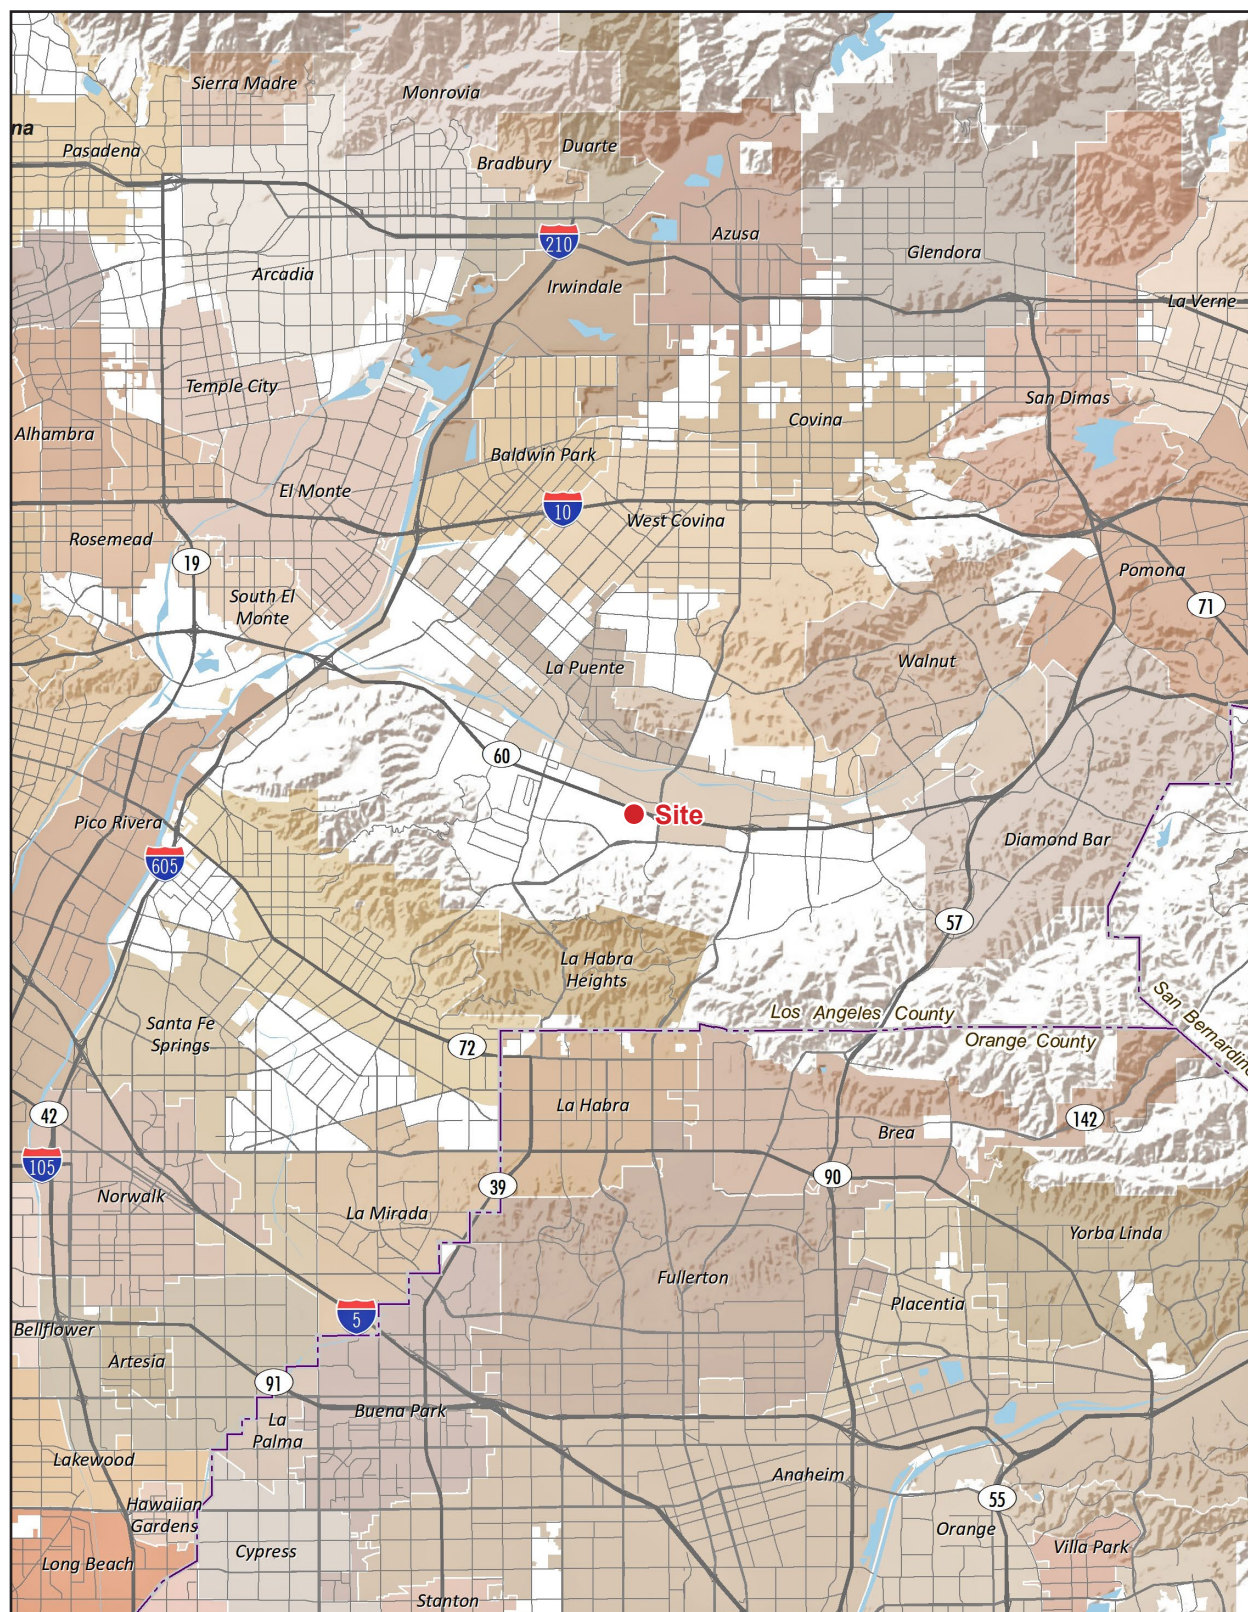 Sierra Madre
Monrovia
na
Pasadena
Duarte
Bradbury
Azusa
210
Glendora
Arcadia
Irwindale
La Verne
Temple City
San Dimas
Covina
Alhambra
Baldwin Park
El Monte
10
West Covina
Rosemead
19
Pomona
South El
Monte
71
La Puente
Walnut
60
Site
Pico Rivera
Diamond Bar
605
57
La Habra
Heights
Los Angeles County
San Bernardino
Santa Fe
Springs
72
Orange County
La Habra
42
142
Brea
105
39
90
Norwalk
La Mirada
Yorba Linda
Fullerton
Placentia
5
Bellflower
Artesia
91
Buena Park
La
Palma
Lakewood
Anaheim
Hawaiian
Gardens
55
Orange
Cypress
Villa Park
Long Beach
Stanton